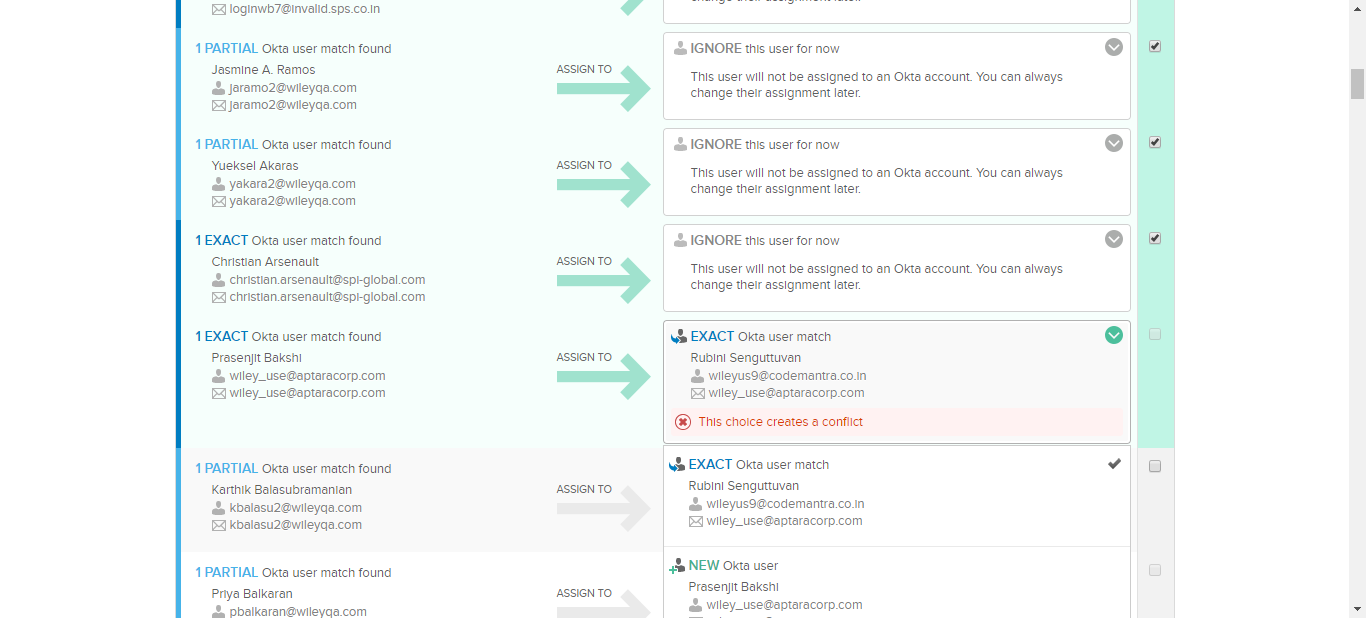 loginwb7@invalid.sps.co.in
change their assignment later.
1 PARTIAL Okta user match found
Jasmine A. Ramos
jaramo2@wileyqa.com
jaramo2@wileyqa.com
ASSIGN TO
IGNORE this user for now
This user will not be assigned to an Okta account. You can always
change their assignment later.
1 PARTIAL Okta user match found
Yueksel Akaras
yakara2@wileyqa.com
yakara2@wileyqa.com
ASSIGN TO
IGNORE this user for now
This user will not be assigned to an Okta account. You can always
change their assignment later.
1 EXACT Okta user match found
Christian Arsenault
christian.arsenault@spi-global.com
christian.arsenault@spi-global.com
ASSIGN TO
IGNORE this user for now
This user will not be assigned to an Okta account. You can always
change their assignment later.
1 EXACT Okta user match found
Prasenjit Bakshi
wiley_use@aptaracorp.com
wiley_use@aptaracorp.com
ASSIGN TO
EXACT Okta user match
Rubini Senguttuvan
wileyus9@codemantra.co.in
wiley_use@aptaracorp.com
This choice creates a conflict
1 PARTIAL Okta user match found
Karthik Balasubramanian
kbalasu2@wileyqa.com
kbalasu2@wileyqa.com
ASSIGN TO
EXACT Okta user match
Rubini Senguttuvan
wileyus9@codemantra.co.in
wiley_use@aptaracorp.com
1 PARTIAL Okta user match found
Priya Balkaran
pbalkaran@wileyqa.com
ASSIGN TO
NEW Okta user
Prasenjit Bakshi
wiley_use@aptaracorp.com